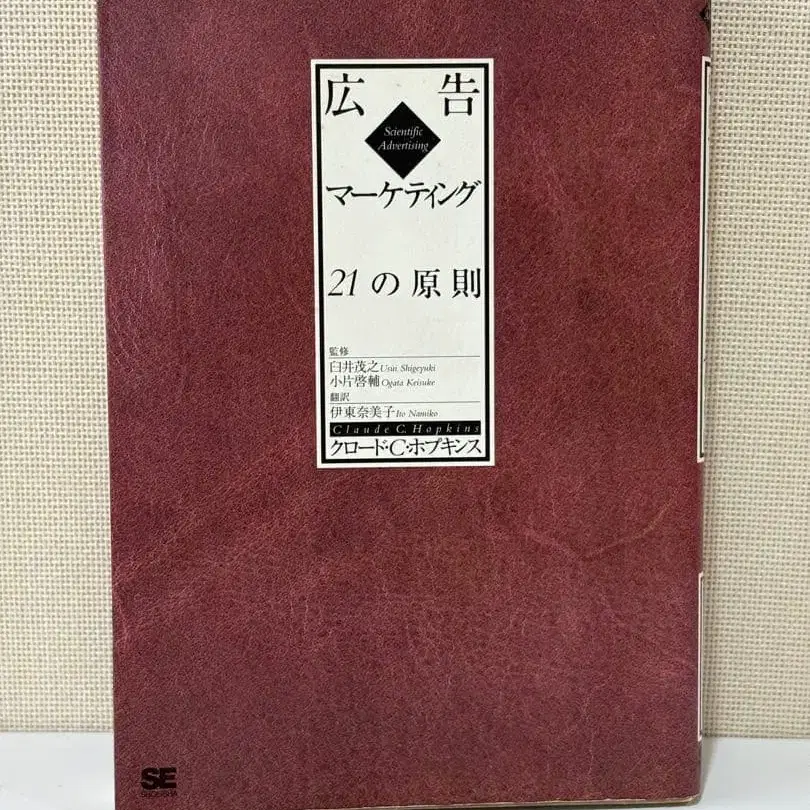 広告
Scientific
Advertising
マーケティング
21の原則
監修
臼井茂之 Usui Shigeyuki
小片啓輔 Ogata Keisuke
翻訳
伊東奈美子 Ito Namiko
Claude C. Hopkins
クロード・C・ホプキンス
SE
SHOEISHA